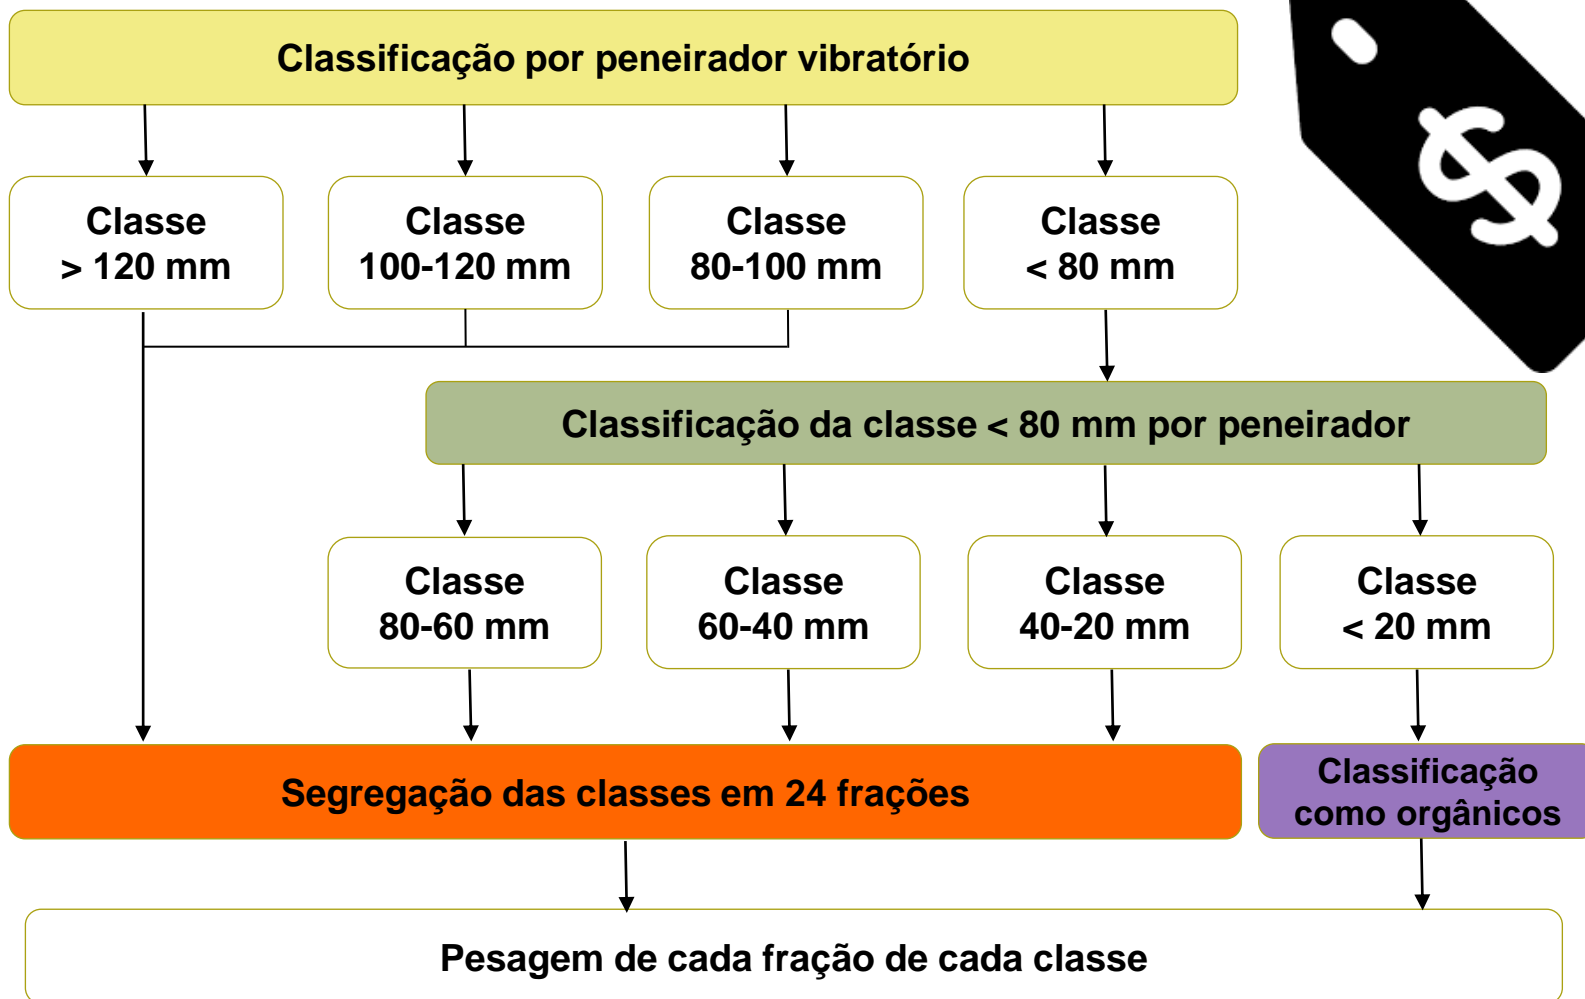 Classificação por peneirador vibratório
Classe
> 120 mm
Classe
100-120 mm
Classe
80-100 mm
Classe
< 80 mm
$
Classificação da classe < 80 mm por peneirador
Classe
80-60 mm
Classe
60-40 mm
Classe
40-20 mm
Classe
< 20 mm
Segregação das classes em 24 frações
Classificação
como orgânicos
Pesagem de cada fração de cada classe